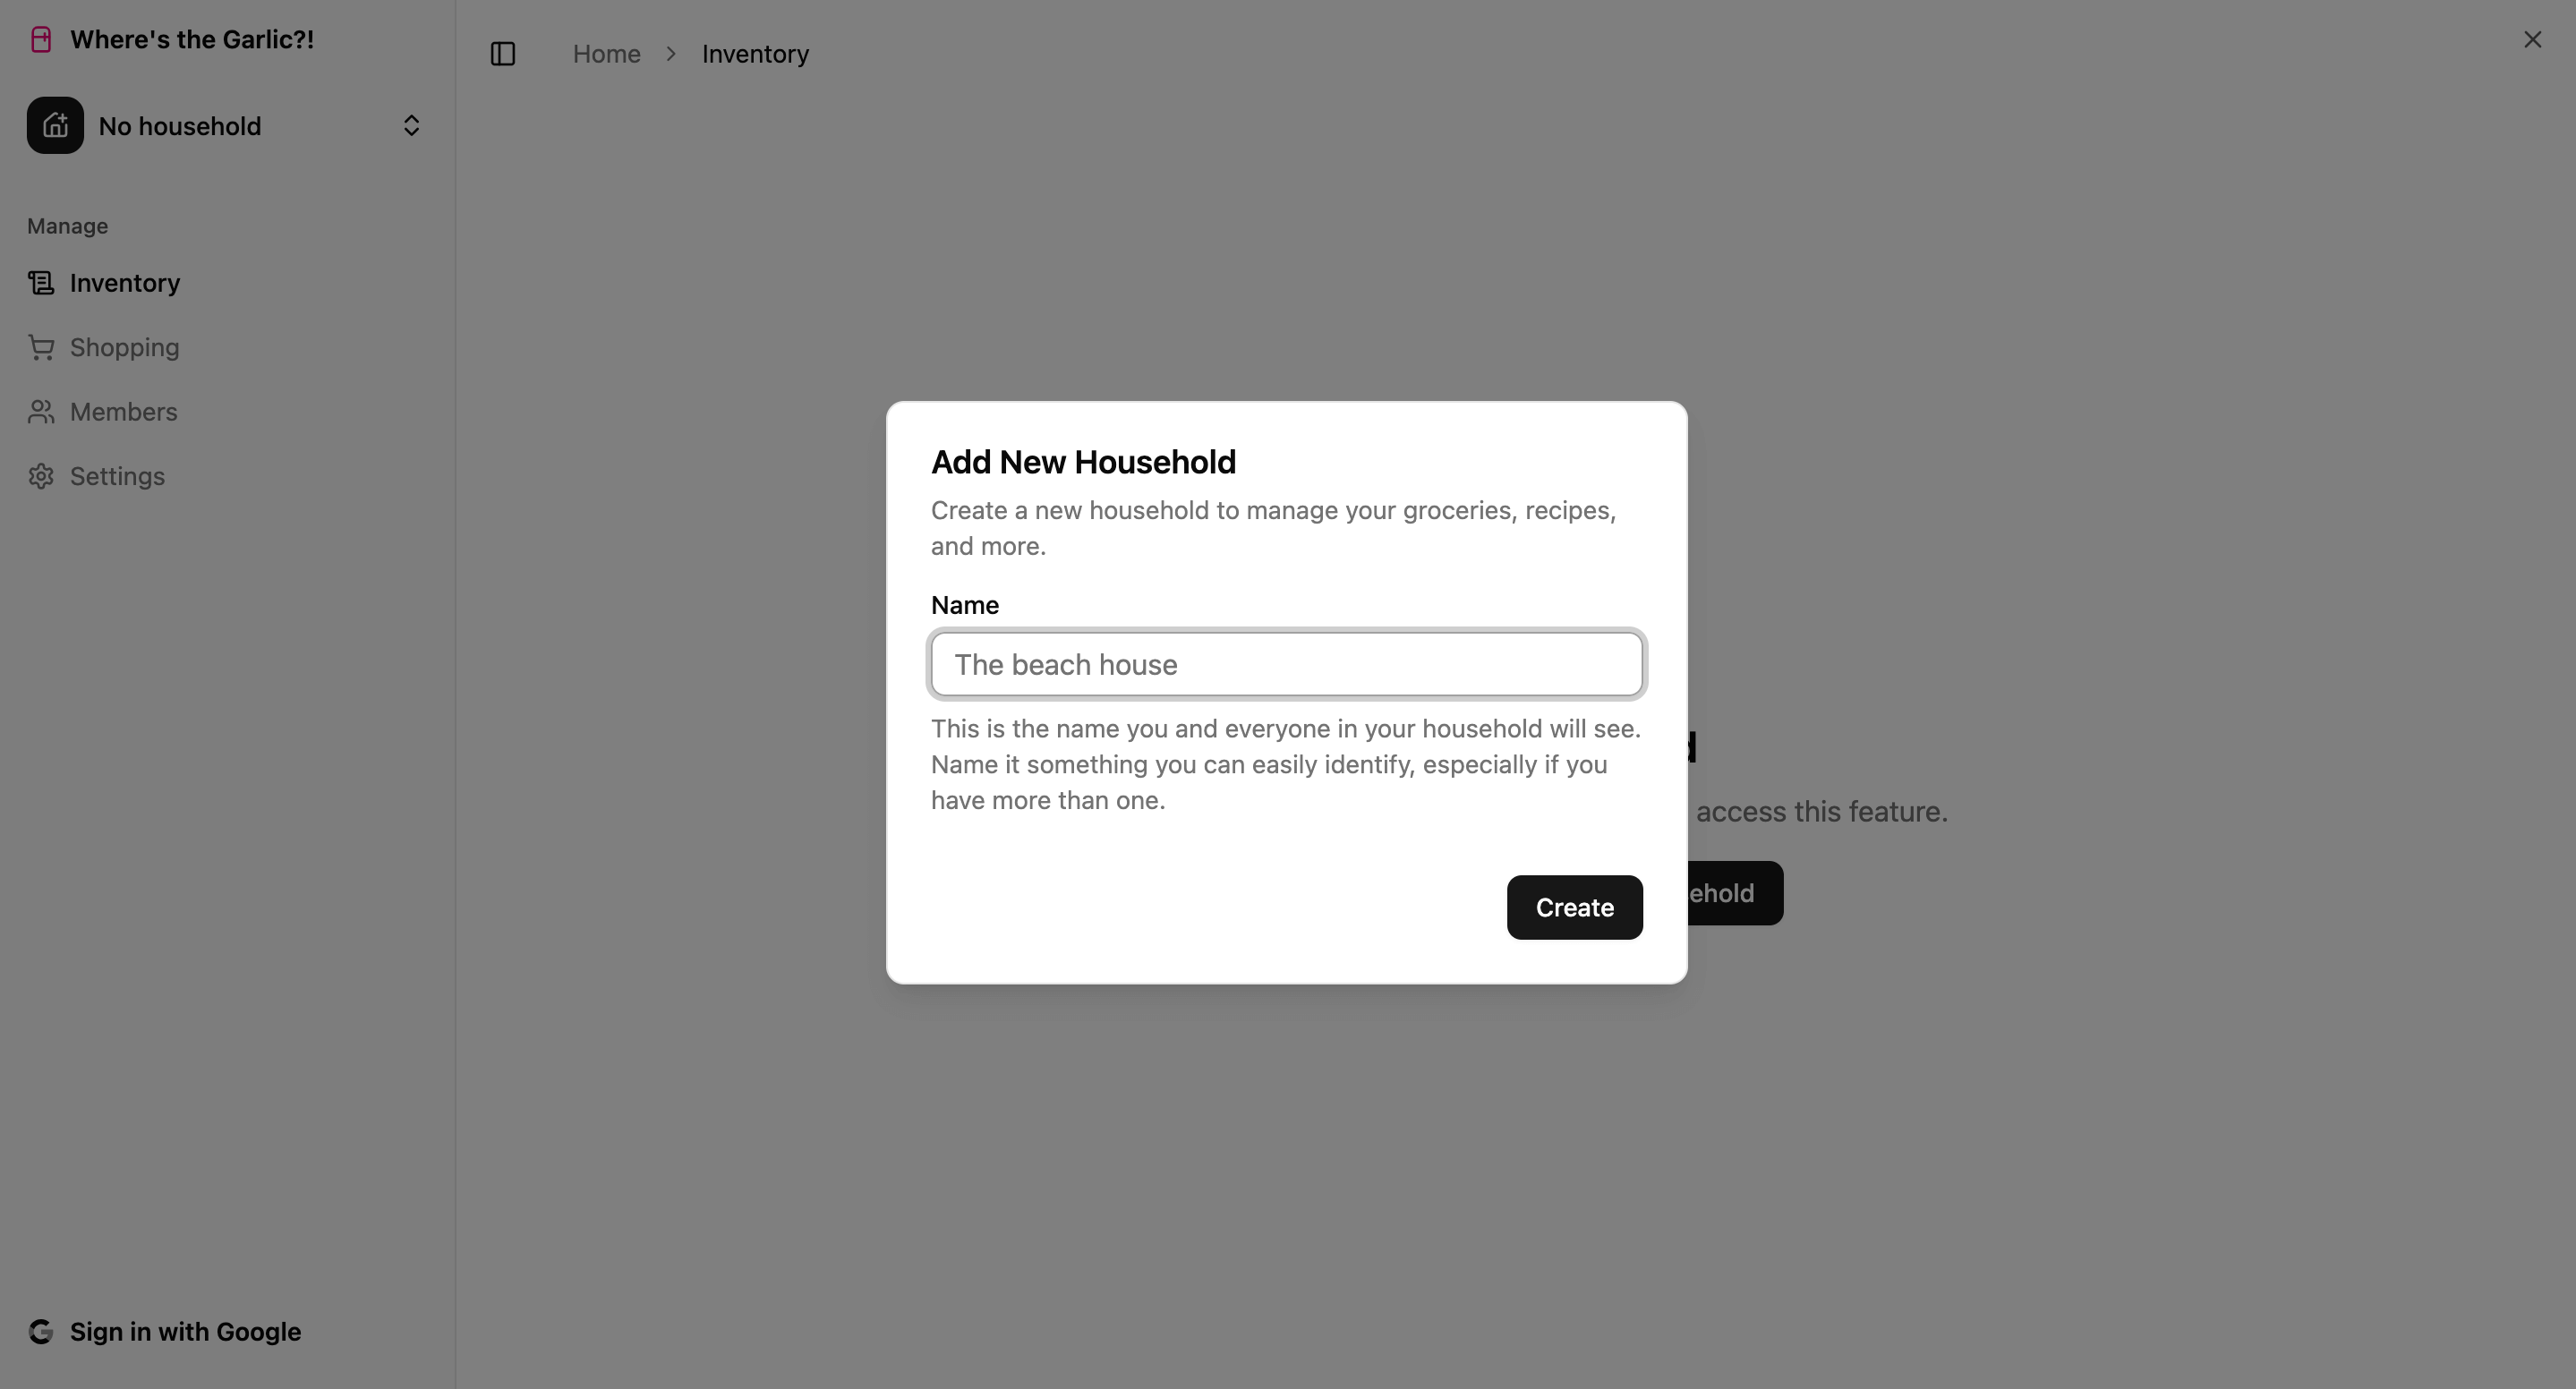 Where's the Garlic?!
No household
Manage
Inventory
Shopping
Members
Settings
Sign in with Google
Home
Inventory
Add New Household
Create a new household to manage your groceries, recipes,
and more.
Name
The beach house
This is the name you and everyone in your household will see.
Name it something you can easily identify, especially if you
have more than one.
Create
access this feature.